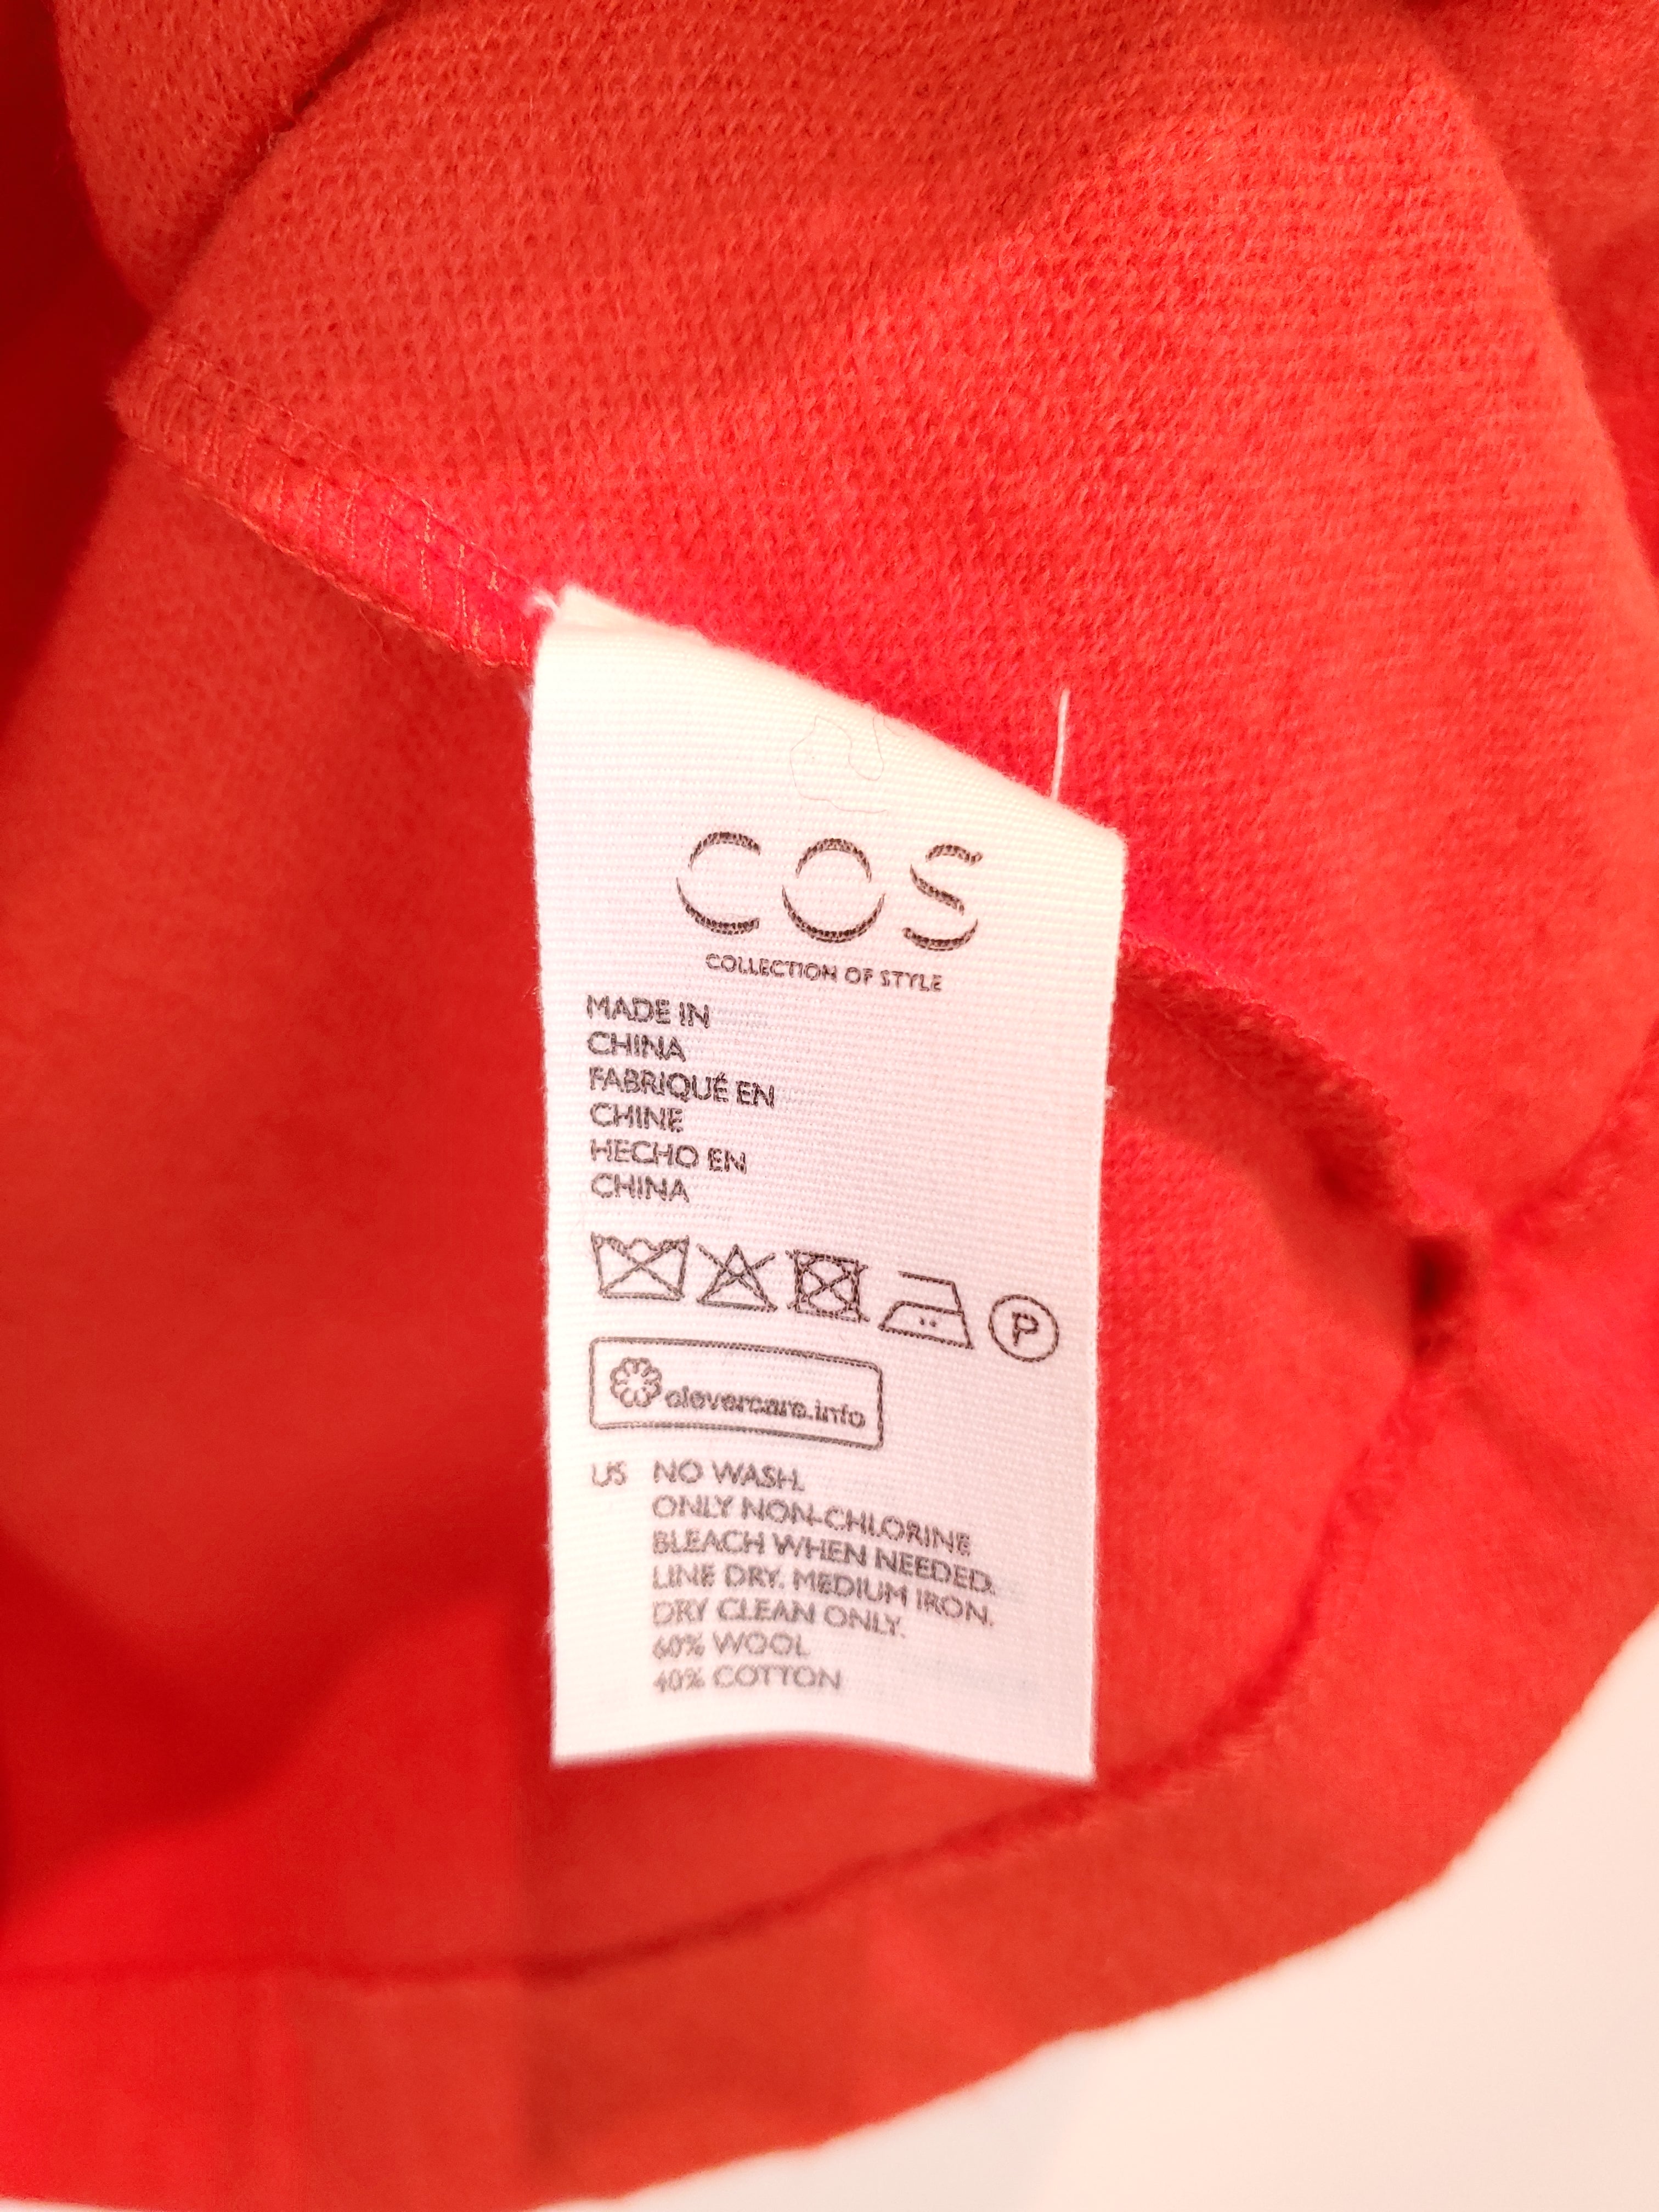 COS
COLLECTION OF STYLE
MADE IN
CHINA
FABRIQUÉ EN
CHINE
HECHO EN
CHINA
P
clevercare.info
US NO WASH.
ONLY NON-CHLORINE
BLEACH WHEN NEEDED.
LINE DRY. MEDIUM IRON.
DRY CLEAN ONLY.
60% WOOL
40% COTTON